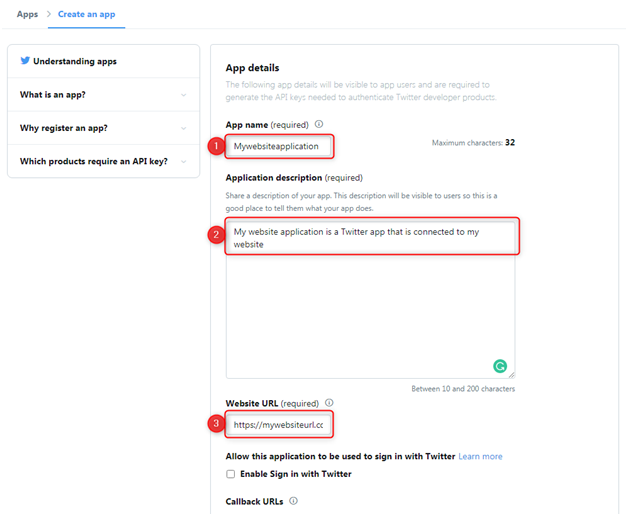 Apps > Create an app
Understanding apps
What is an app?
Why register an app?
Which products require an API key?
App details
The following app details will be visible to app users and are required to
generate the API keys needed to authenticate Twitter developer products.
App name (required)
1
Mywebsiteapplication
Maximum characters: 32
Application description (required)
Share a description of your app. This description will be visible to users so this is a
good place to tell them what your app does.
2
My website application is a Twitter app that is connected to my
website
Between 10 and 200 characters
Website URL (required)
3
https://mywebsiteurl.cc
Allow this application to be used to sign in with Twitter Learn more
Enable Sign in with Twitter
Callback URLs